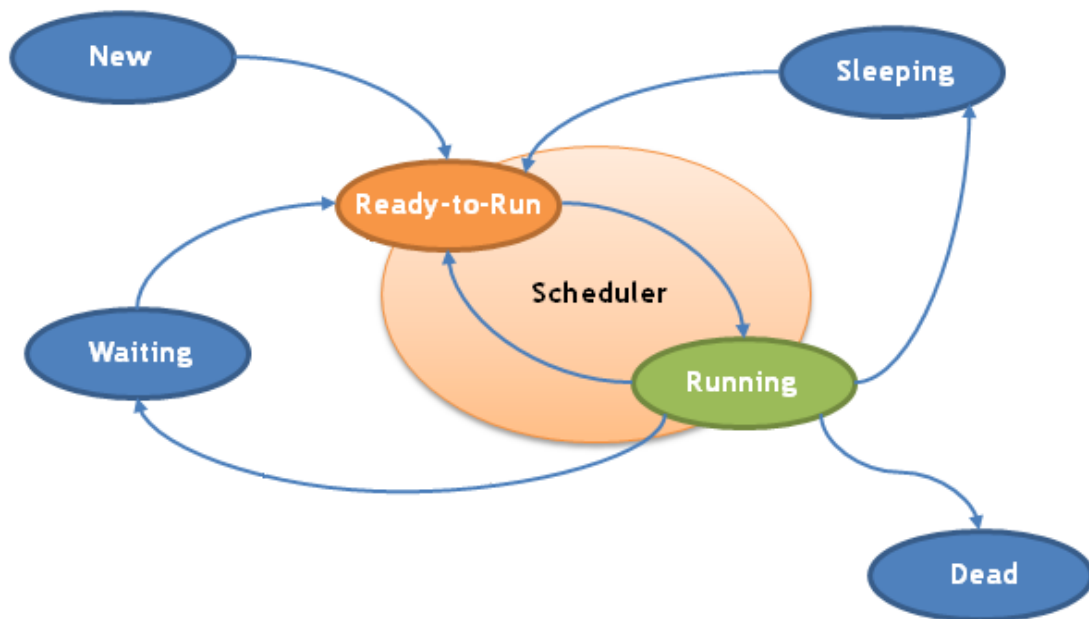 New
Sleeping
Ready-to-Run
Scheduler
Waiting
Running
Dead